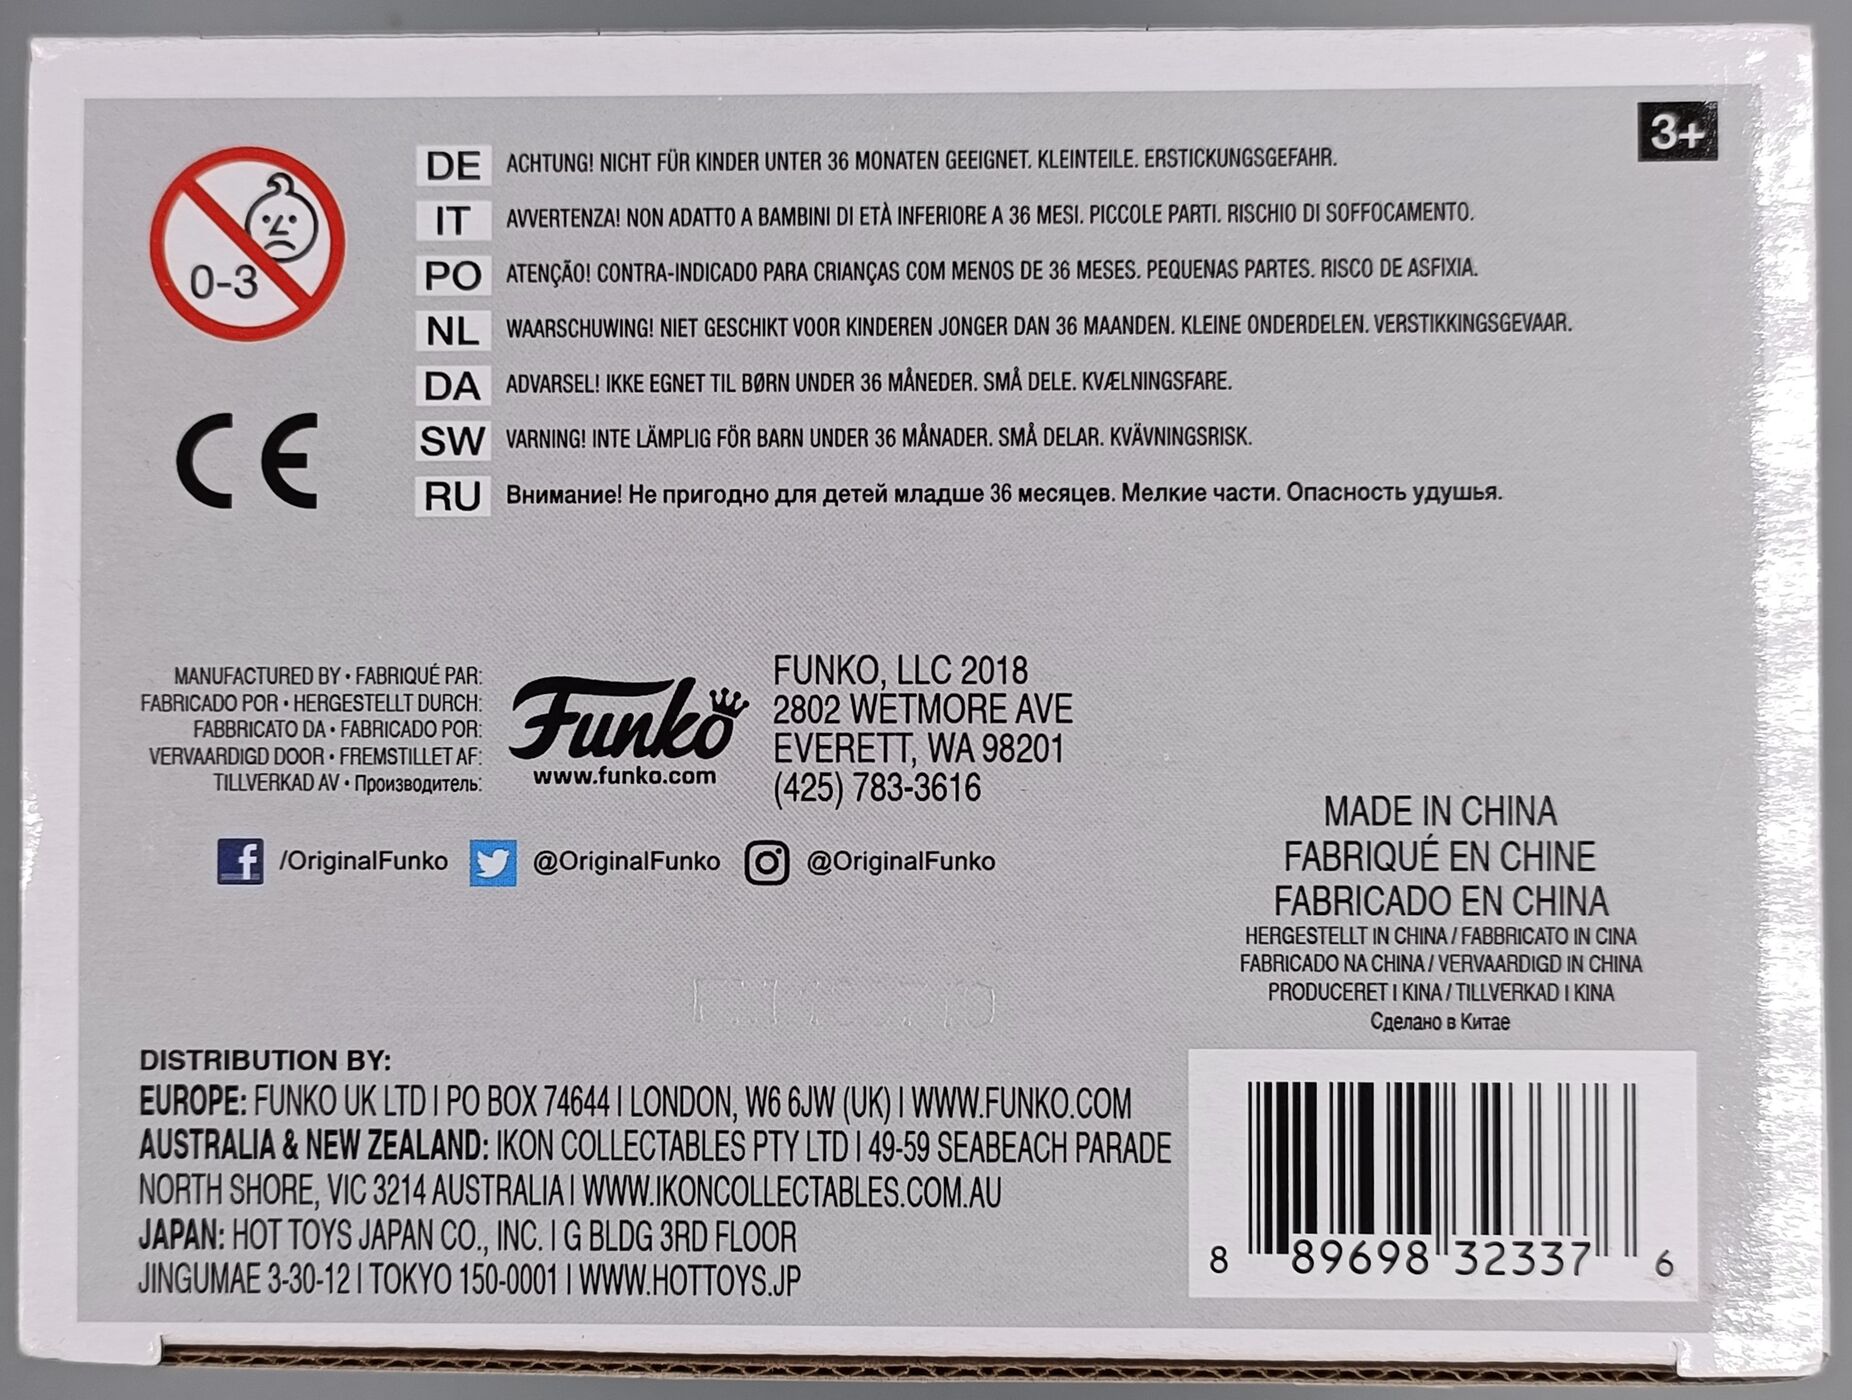 3+
0-3
DE ACHTUNG! NICHT FÜR KINDER UNTER 36 MONATEN GEEIGNET. KLEINTEILE. ERSTICKUNGSGEFAHR.
IT AVVERTENZA! NON ADATTO A BAMBINI DI ETÀ INFERIORE A 36 MESI. PICCOLE PARTI. RISCHIO DI SOFFOCAMENTO.
PO ATENÇÃO! CONTRA-INDICADO PARA CRIANÇAS COM MENOS DE 36 MESES. PEQUENAS PARTES. RISCO DE ASFIXIA.
NL WAARSCHUWING! NIET GESCHIKT VOOR KINDEREN JONGER DAN 36 MAANDEN. KLEINE ONDERDELEN. VERSTIKKINGSGEVAAR.
DA ADVARSEL! IKKE EGNET TIL BØRN UNDER 36 MÅNEDER. SMÅ DELE. KVÆLNINGSFARE.
SW VARNING! INTE LÄMPLIG FÖR BARN UNDER 36 MÅNADER. SMÅ DELAR. KVÄVNINGSRISK.
RU Внимание! Не пригодно для детей младше 36 месяцев. Мелкие части. Опасность удушья.
CE
MANUFACTURED BY • FABRIQUÉ PAR:
FABRICADO POR • HERGESTELLT DURCH:
FABBRICATO DA • FABRICADO POR:
VERVAARDIGD DOOR • FREMSTILLET AF:
TILLVERKAD AV • Производитель:
Funko
www.funko.com
FUNKO, LLC 2018
2802 WETMORE AVE
EVERETT, WA 98201
(425) 783-3616
/OriginalFunko @OriginalFunko @OriginalFunko
MADE IN CHINA
FABRIQUÉ EN CHINE
FABRICADO EN CHINA
HERGESTELLT IN CHINA / FABBRICATO IN CINA
FABRICADO NA CHINA / VERVAARDIGD IN CHINA
PRODUCERET I KINA / TILLVERKAD I KINA
Сделано в Китае
DISTRIBUTION BY:
EUROPE: FUNKO UK LTD | PO BOX 74644 | LONDON, W6 6JW (UK) | WWW.FUNKO.COM
AUSTRALIA & NEW ZEALAND: IKON COLLECTABLES PTY LTD | 49-59 SEABEACH PARADE
NORTH SHORE, VIC 3214 AUSTRALIA | WWW.IKONCOLLECTABLES.COM.AU
JAPAN: HOT TOYS JAPAN CO., INC. | G BLDG 3RD FLOOR
JINGUMAE 3-30-12 | TOKYO 150-0001 | WWW.HOTTOYS.JP
8 89698 32337 6